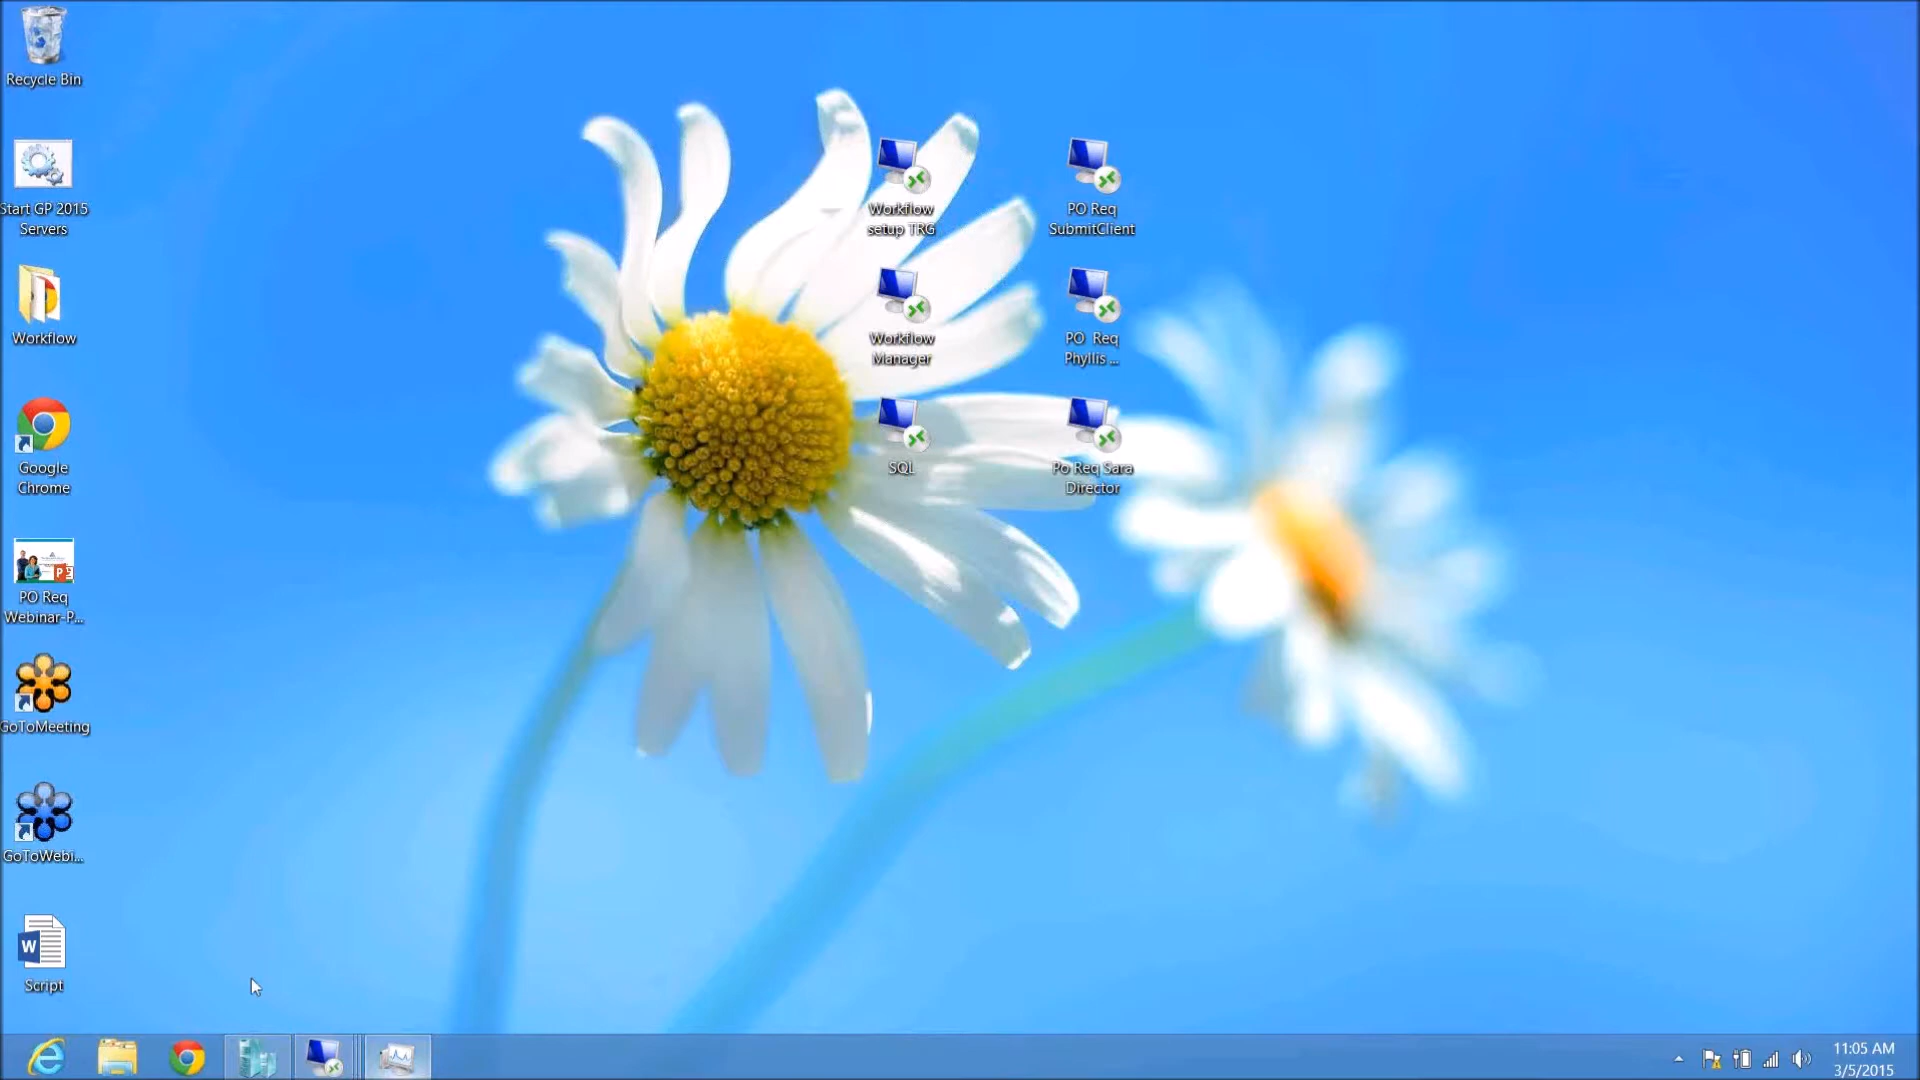 Recycle Bin
Start GP 2015
Servers
Workflow
Google
Chrome
PO Req
Webinar-P...
GoToMeeting
GoToWebi...
Script
Workflow
setup TRG
Workflow
Manager
SQL
PO Req
SubmitClient
PO Req
Phyllis ...
Po Req Sara
Director
11:05 AM
3/5/2015